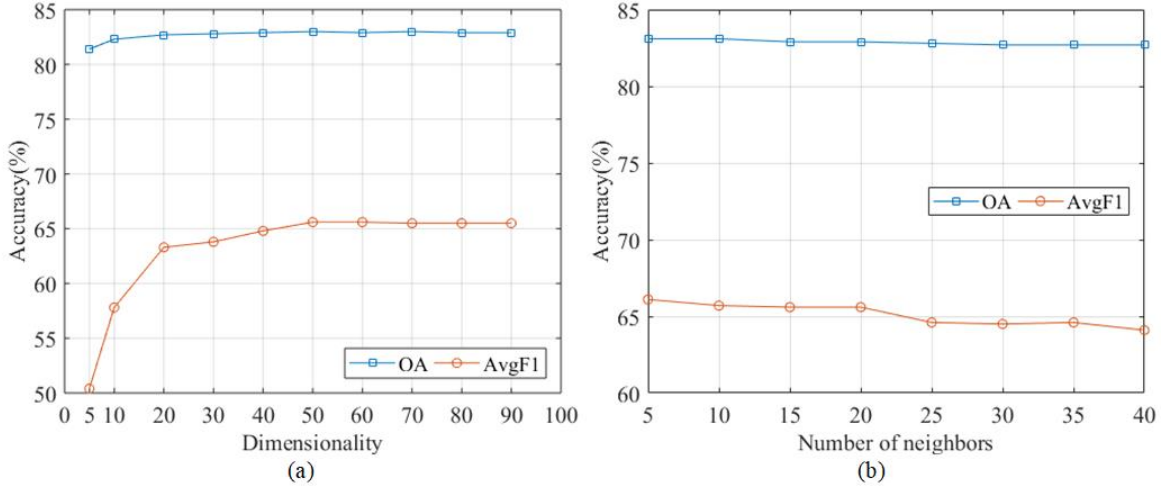 85
80
75
70
65
60
55
50
Accuracy(%)
OA AvgF1
0 5 10 20 30 40 50 60 70 80 90 100
Dimensionality
(a)
85
80
75
70
65
60
Accuracy(%)
OA AvgF1
5 10 15 20 25 30 35 40
Number of neighbors
(b)